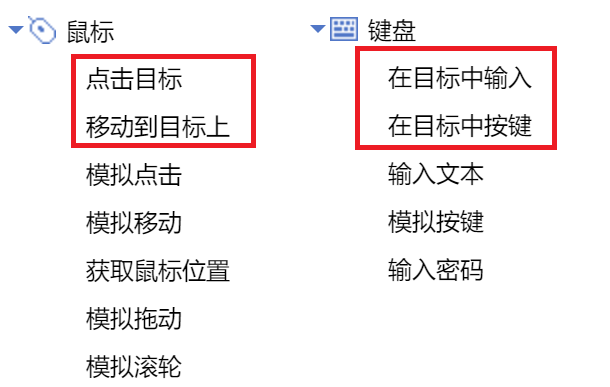 鼠标
点击目标
移动到目标上
模拟点击
模拟移动
获取鼠标位置
模拟拖动
模拟滚轮
键盘
在目标中输入
在目标中按键
输入文本
模拟按键
输入密码